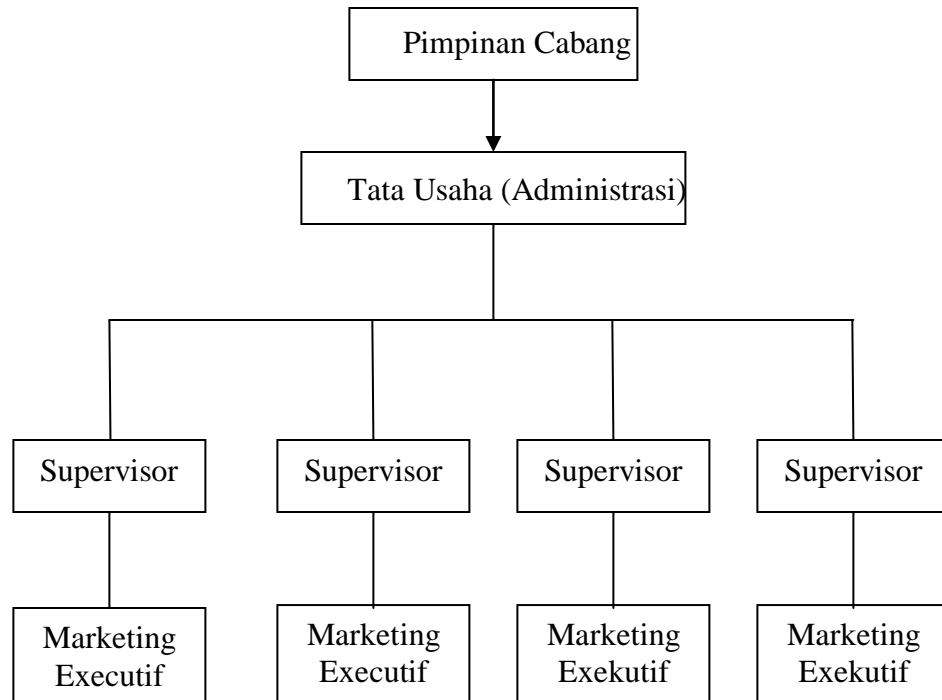 Pimpinan Cabang
Tata Usaha (Administrasi)
Supervisor
Supervisor
Supervisor
Supervisor
Marketing
Executif
Marketing
Executif
Marketing
Exekutif
Marketing
Exekutif